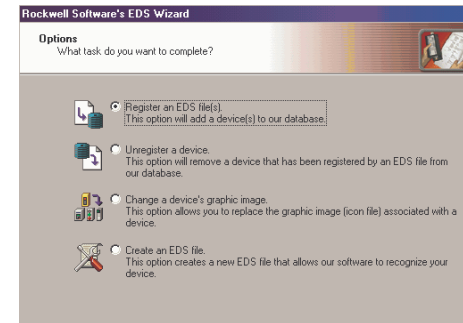 Rockwell Software's EDS Wizard
Options
What task do you want to complete?
Register an EDS file(s).
This option will add a device(s) to our database.
Unregister a device.
This option will remove a device that has been registered by an EDS file from
our database.
Change a device's graphic image.
This option allows you to replace the graphic image (icon file) associated with a
device.
Create an EDS file.
This option creates a new EDS file that allows our software to recognize your
device.